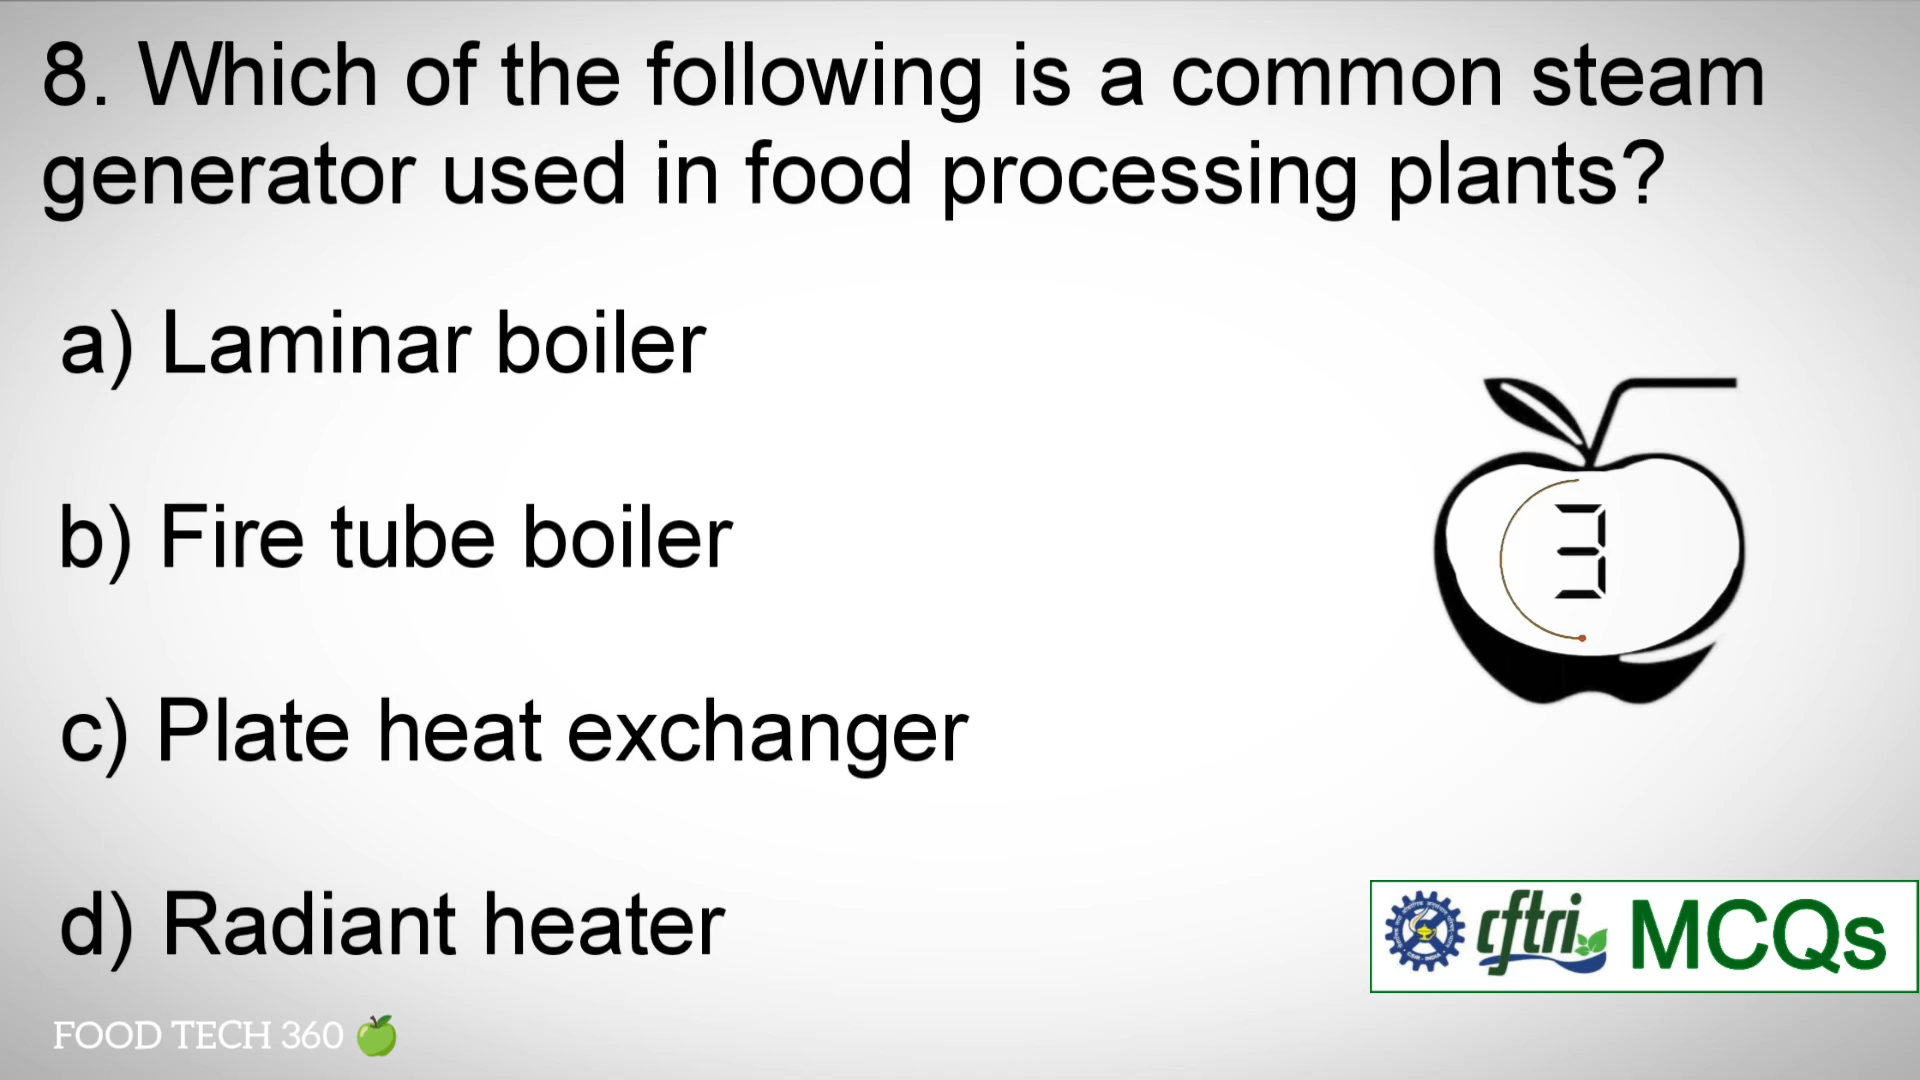 8. Which of the following is a common steam
generator used in food processing plants?
a) Laminar boiler
b) Fire tube boiler
c) Plate heat exchanger
d) Radiant heater
3
cftri MCQs
FOOD TECH 360